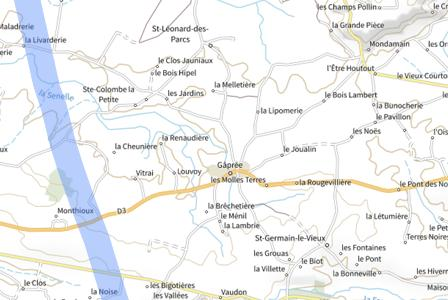 les Champs Pollin
la Grande Pièce
Maladrerie
la Livarderie
St-Léonard-des-
Parcs
Mondamain
les Or
le Clos Jauniaux
le Bois Hipel
l'Être Houtout
le Vieux Courto
la Melletière
Ste-Colombe la
Petite
les Jardins
la Senelle
le Bois Lambert
la Bunocherie
la Lipomerie
le Pavillon
les Noës
la Renaudière
la Cheunière
le Joualin
Gâprée
Vitrai
Louvoy
les Molles Terres
la Rougevillière
le Pont des No
Monthioux
D3
la Bréchetière
le Ménil
la Lambrie
la Létumière
le Pet
Terres Noire
St-Germain-le-Vieux
les Fontaines
les Grouas
le Pont
le Biot
la Villette
la Bonneville
les Hiver
le Clos
la Noise
les Bigotières
les Vallées
Vaudon
Maris